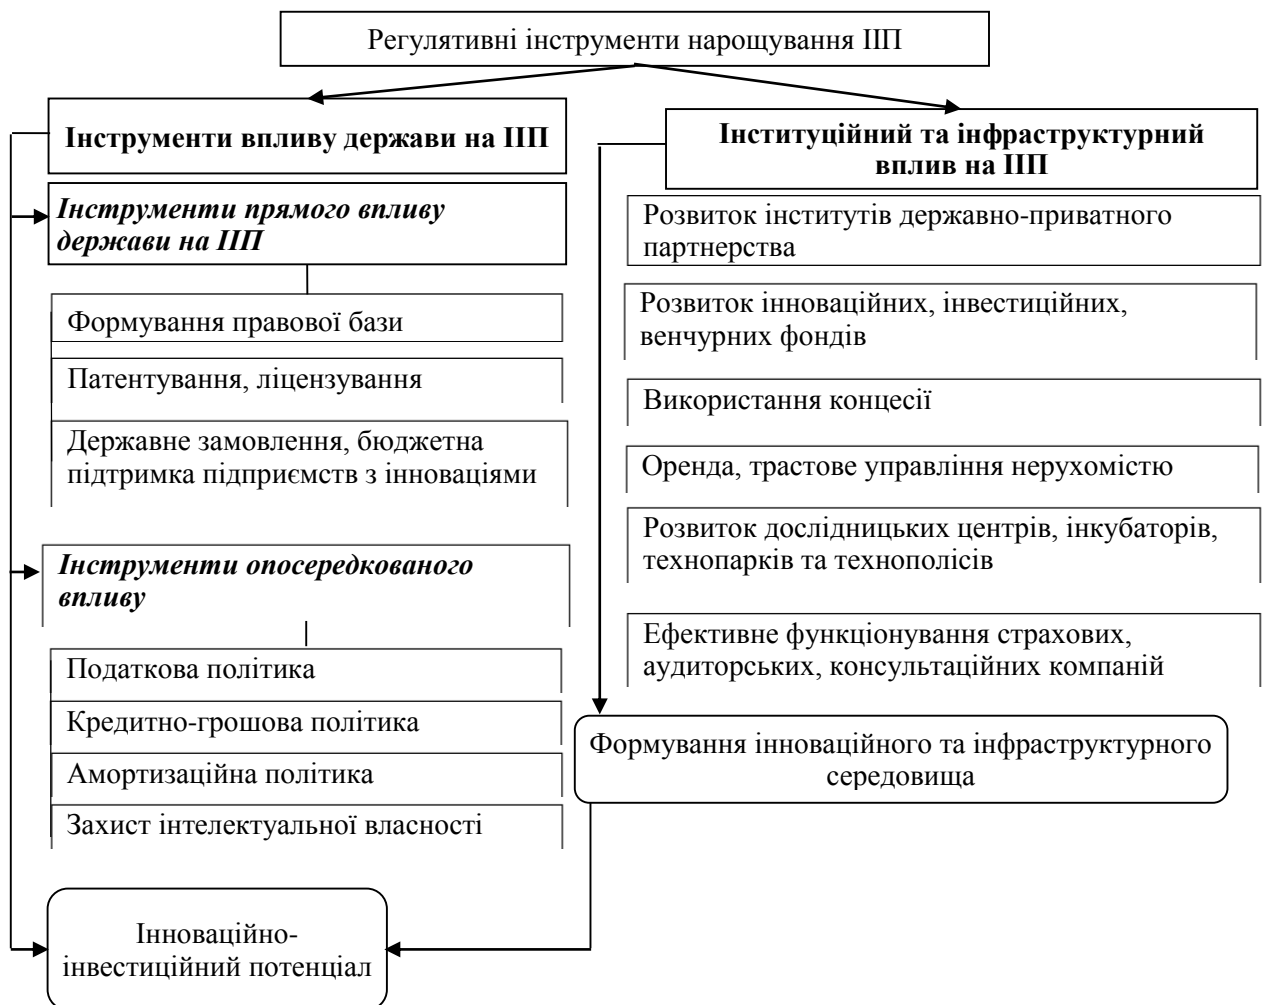 Регулятивні інструменти нарощування ІІП
Інструменти впливу держави на ІІП
Інструменти прямого впливу
держави на ІІП
Формування правової бази
Патентування, ліцензування
Державне замовлення, бюджетна
підтримка підприємств з інноваціями
Інструменти опосередкованого
впливу
Податкова політика
Кредитно-грошова політика
Амортизаційна політика
Захист інтелектуальної власності
Інституційний та інфраструктурний
вплив на ІІП
Розвиток інститутів державно-приватного
партнерства
Розвиток інноваційних, інвестиційних,
венчурних фондів
Використання концесії
Оренда, трастове управління нерухомістю
Розвиток дослідницьких центрів, інкубаторів,
технопарків та технополісів
Ефективне функціонування страхових,
аудиторських, консультаційних компаній
Формування інноваційного та інфраструктурного
середовища
Інноваційно-
інвестиційний потенціал